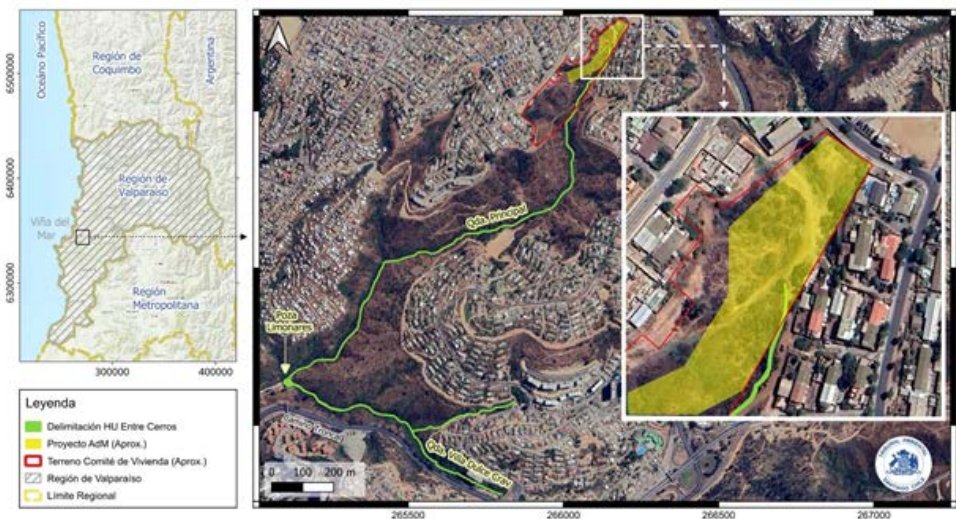 Océano Pacífico
Región de
Coquimbo
Argentina
Región de
Valparaíso
Viña del
Mar
Región
Metropolitana
6500000
6400000
6300000
300000
400000
Leyenda
Delimitación HU Entre Cerros
Proyecto AdM (Aprox.)
Terreno Comité de Vivienda (Aprox.)
Región de Valparaíso
Límite Regional
Qda. Principal
Poza
Limonares
Qda. Villa Dulce Grav
0 100 200 m
265500
266000
266500
267000